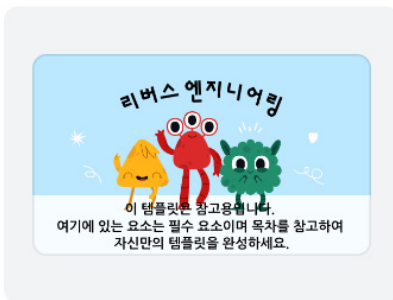 리버스 엔지니어링
이 템플릿은 참고용입니다.
여기에 있는 요소는 필수 요소이며 목차를 참고하여
자신만의 템플릿을 완성하세요.